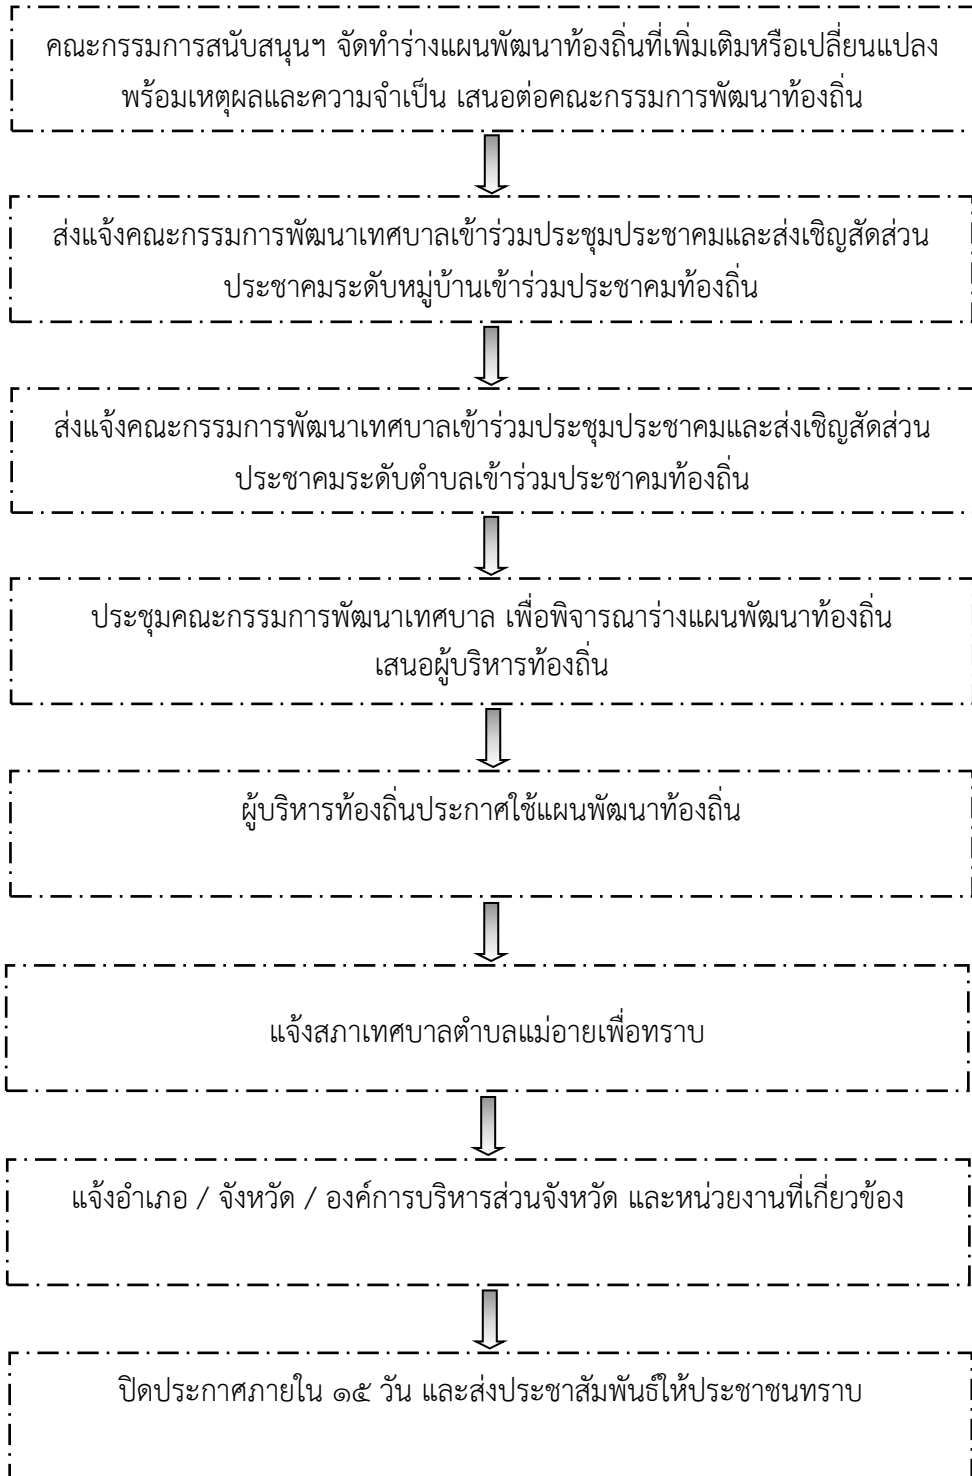 คณะกรรมการสนับสนุนฯ จัดทำร่างแผนพัฒนาท้องถิ่นที่เพิ่มเติมหรือเปลี่ยนแปลง
พร้อมเหตุผลและความจำเป็น เสนอต่อคณะกรรมการพัฒนาท้องถิ่น
ส่งแจ้งคณะกรรมการพัฒนาเทศบาลเข้าร่วมประชุมประชาคมและส่งเชิญสัดส่วน
ประชาคมระดับหมู่บ้านเข้าร่วมประชาคมท้องถิ่น
ส่งแจ้งคณะกรรมการพัฒนาเทศบาลเข้าร่วมประชุมประชาคมและส่งเชิญสัดส่วน
ประชาคมระดับตำบลเข้าร่วมประชาคมท้องถิ่น
ประชุมคณะกรรมการพัฒนาเทศบาล เพื่อพิจารณาร่างแผนพัฒนาท้องถิ่น
เสนอผู้บริหารท้องถิ่น
ผู้บริหารท้องถิ่นประกาศใช้แผนพัฒนาท้องถิ่น
แจ้งสภาเทศบาลตำบลแม่อายเพื่อทราบ
แจ้งอำเภอ / จังหวัด / องค์การบริหารส่วนจังหวัด และหน่วยงานที่เกี่ยวข้อง
ปิดประกาศภายใน ๑๕ วัน และส่งประชาสัมพันธ์ให้ประชาชนทราบ